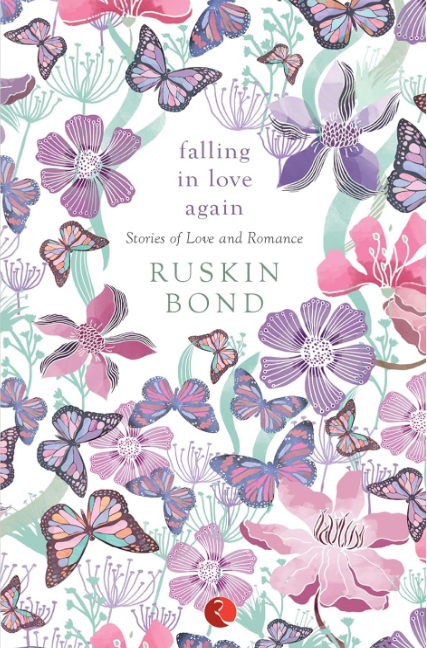 falling
in love
again
Stories of Love and Romance
RUSKIN
BOND